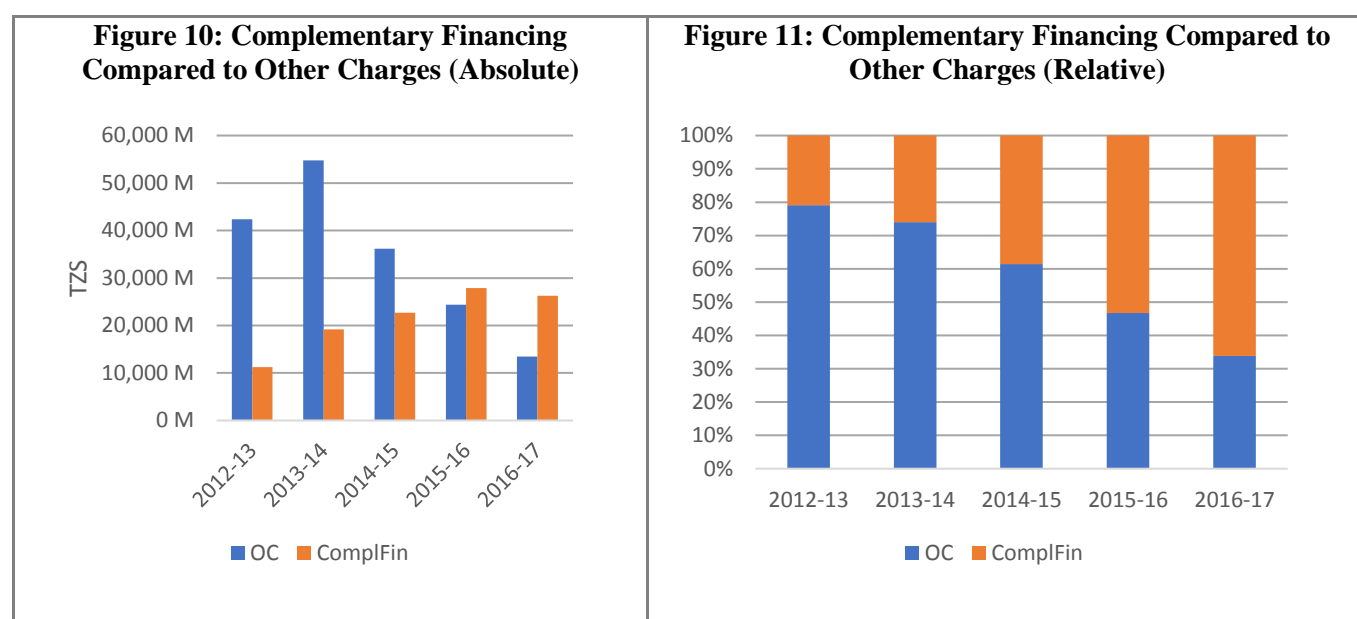 Figure 10: Complementary Financing
Compared to Other Charges (Absolute)
60,000 M
50,000 M
40,000 M
30,000 M
20,000 M
10,000 M
0 M
TZS
2012-13
2013-14
2014-15
2015-16
2016-17
OC
ComplFin
Figure 11: Complementary Financing Compared to
Other Charges (Relative)
100%
90%
80%
70%
60%
50%
40%
30%
20%
10%
0%
2012-13
2013-14
2014-15
2015-16
2016-17
OC
ComplFin